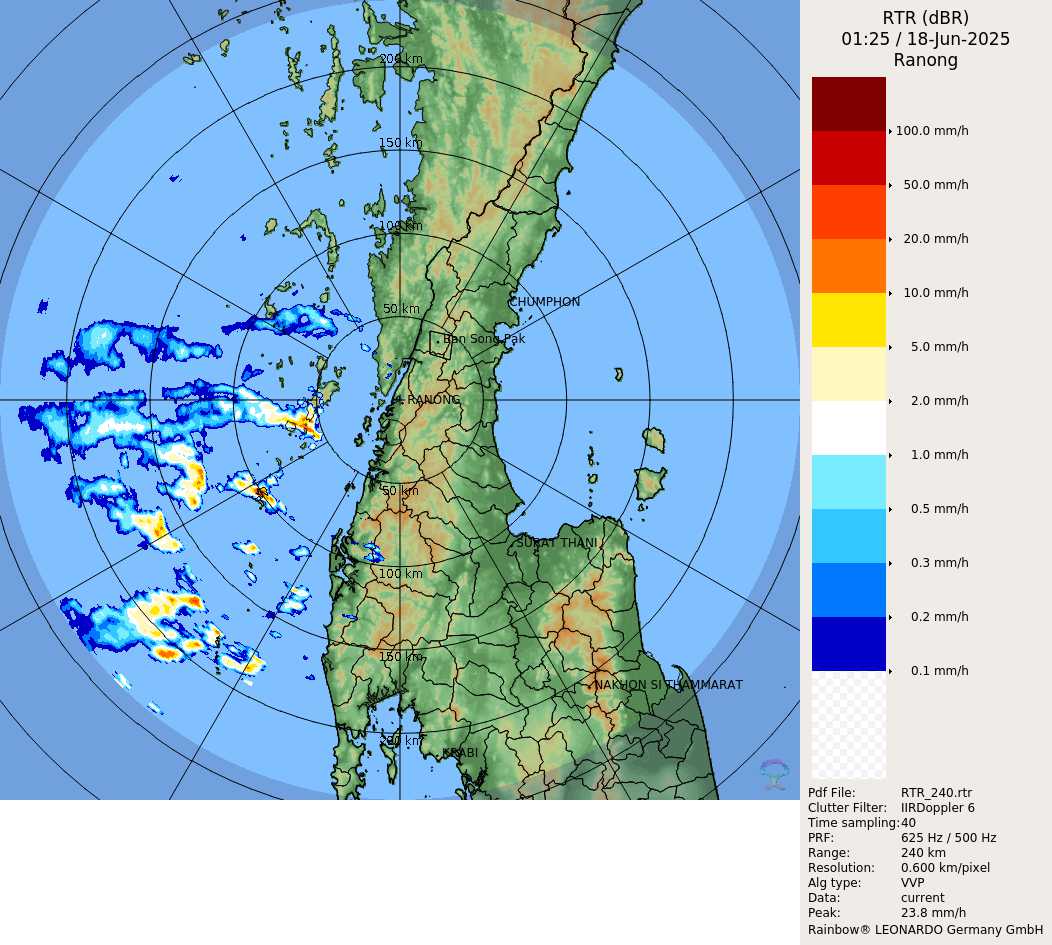 RTR (dBR)
01:25 / 18-Jun-2025
Ranong
100.0 mm/h
50.0 mm/h
20.0 mm/h
10.0 mm/h
5.0 mm/h
2.0 mm/h
1.0 mm/h
0.5 mm/h
0.3 mm/h
0.2 mm/h
0.1 mm/h
Pdf File: RTR_240.rtr
Clutter Filter: IIRDoppler 6
Time sampling: 40
PRF: 625 Hz / 500 Hz
Range: 240 km
Resolution: 0.600 km/pixel
Alg type: VVP
Data: current
Peak: 23.8 mm/h
Rainbow® LEONARDO Germany GmbH
200 km
150 km
100 km
50 km
CHUMPHON
Ban Song Pak
RANONG
50 km
SURAT THANI
100 km
150 km
NAKHON SI THAMMARAT
200 km
KRABI